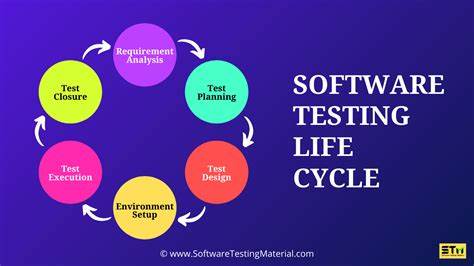 Requirement
Analysis
Test
Planning
Test
Design
Environment
Setup
Test
Execution
Test
Closure
SOFTWARE
TESTING
LIFE
CYCLE
© www.SoftwareTestingMaterial.com